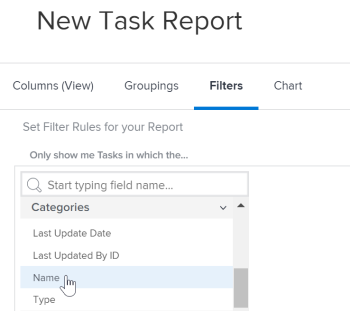 New Task Report
Columns (View) Groupings Filters Chart
Set Filter Rules for your Report
Only show me Tasks in which the...
Start typing field name...
Categories
Last Update Date
Last Updated By ID
Name
Type